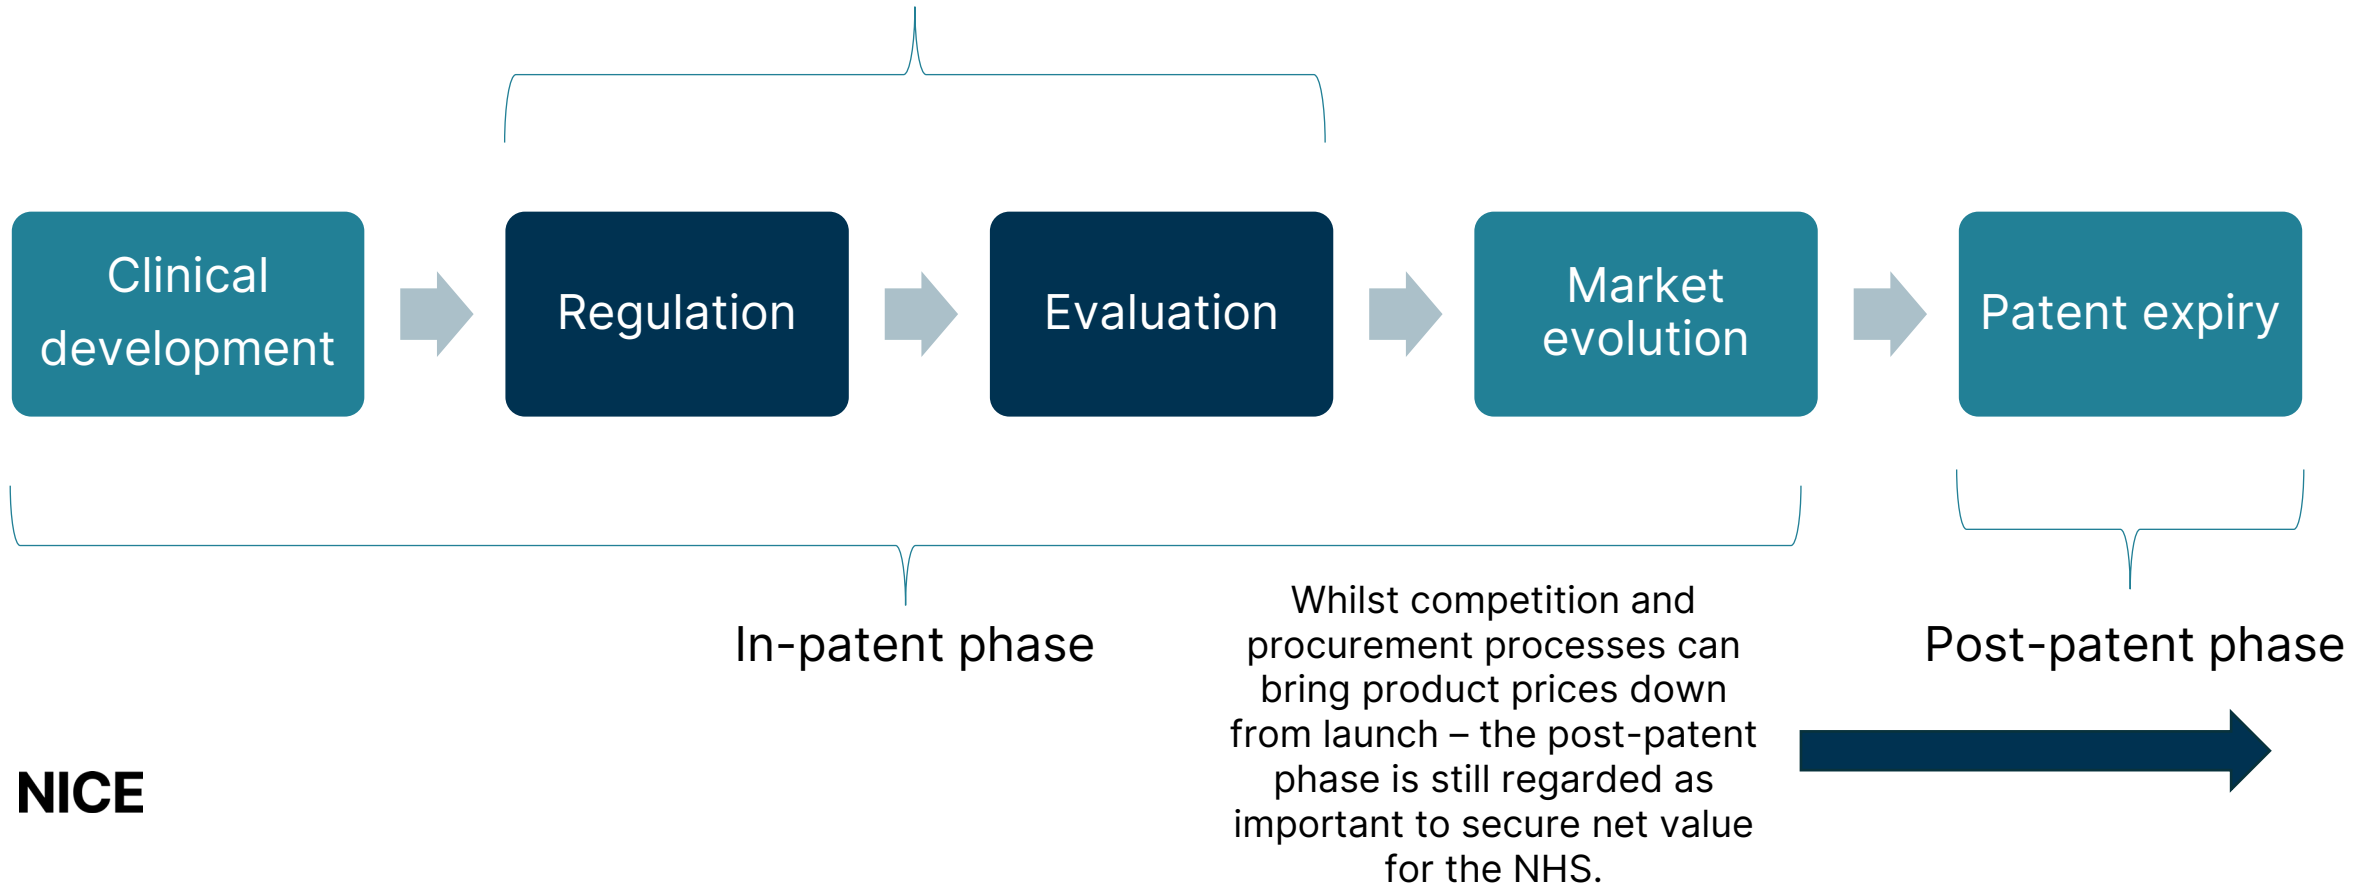 Clinical
development
Regulation
Evaluation
Market
evolution
Patent expiry
In-patent phase
Whilst competition and
procurement processes can
bring product prices down
from launch – the post-patent
phase is still regarded as
important to secure net value
for the NHS.
Post-patent phase
NICE